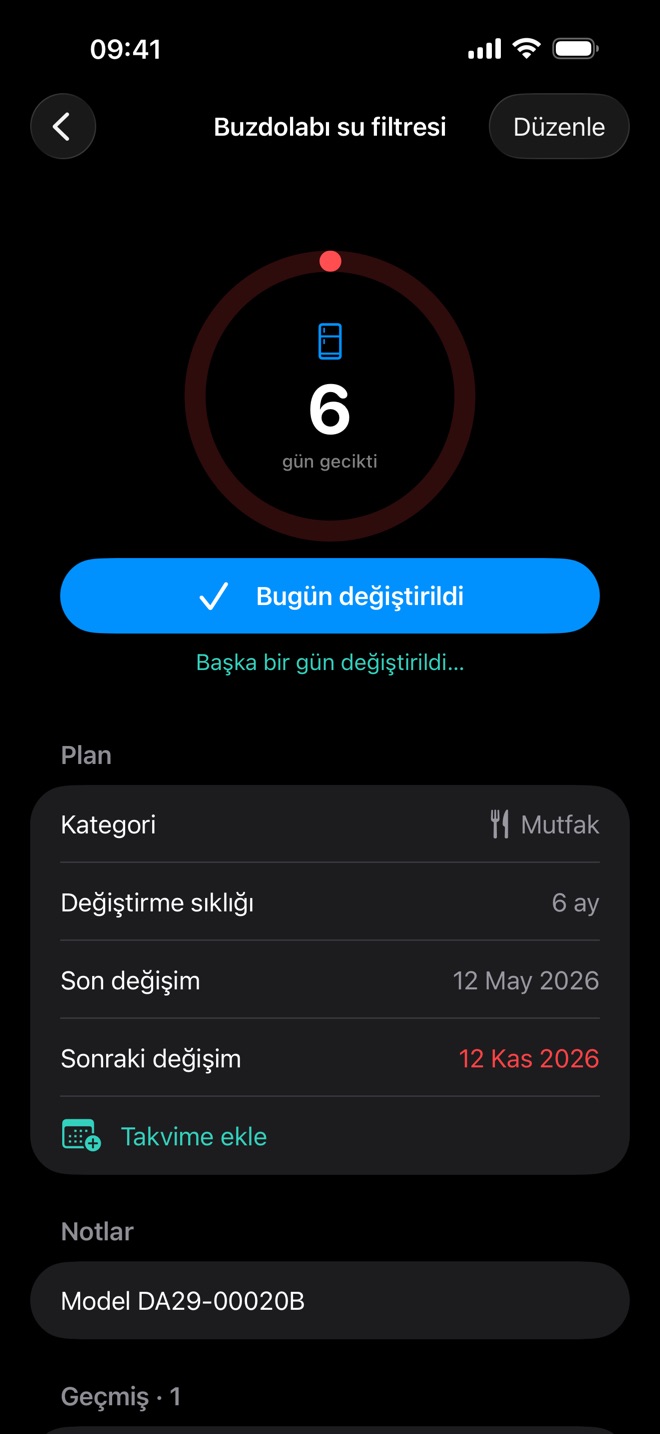 09:41
Buzdolabı su filtresi
Düzenle
6
gün gecikti
Bugün değiştirildi
Başka bir gün değiştirildi...
Plan
Kategori
Mutfak
Değiştirme sıklığı
6 ay
Son değişim
12 May 2026
Sonraki değişim
12 Kas 2026
Takvime ekle
Notlar
Model DA29-00020B
Geçmiş · 1